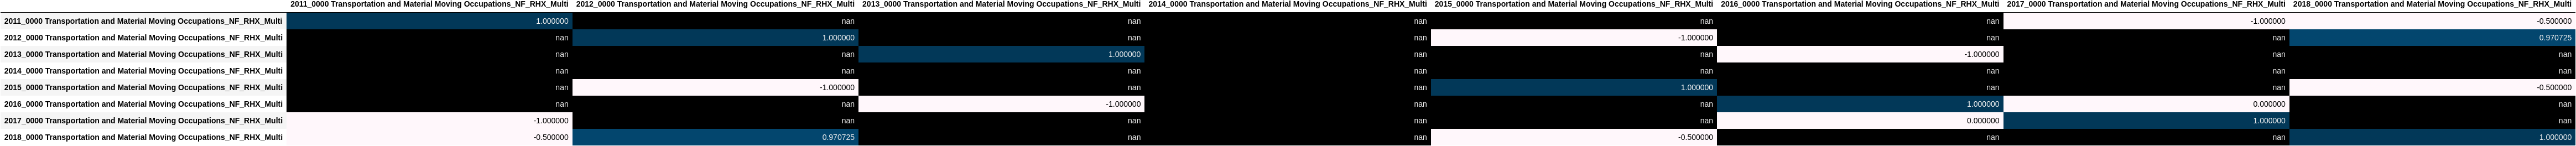 2011_0000 Transportation and Material Moving Occupations_NF_RHX_Multi 2012_0000 Transportation and Material Moving Occupations_NF_RHX_Multi 2013_0000 Transportation and Material Moving Occupations_NF_RHX_Multi 2014_0000 Transportation and Material Moving Occupations_NF_RHX_Multi 2015_0000 Transportation and Material Moving Occupations_NF_RHX_Multi 2016_0000 Transportation and Material Moving Occupations_NF_RHX_Multi 2017_0000 Transportation and Material Moving Occupations_NF_RHX_Multi 2018_0000 Transportation and Material Moving Occupations_NF_RHX_Multi
2011_0000 Transportation and Material Moving Occupations_NF_RHX_Multi 1.000000 nan nan nan nan nan -1.000000 -0.500000
2012_0000 Transportation and Material Moving Occupations_NF_RHX_Multi nan 1.000000 nan nan -1.000000 nan nan 0.970725
2013_0000 Transportation and Material Moving Occupations_NF_RHX_Multi nan nan 1.000000 nan nan -1.000000 nan nan
2014_0000 Transportation and Material Moving Occupations_NF_RHX_Multi nan nan nan nan nan nan nan nan
2015_0000 Transportation and Material Moving Occupations_NF_RHX_Multi nan -1.000000 nan nan 1.000000 nan nan -0.500000
2016_0000 Transportation and Material Moving Occupations_NF_RHX_Multi nan nan -1.000000 nan nan 1.000000 0.000000 nan
2017_0000 Transportation and Material Moving Occupations_NF_RHX_Multi -1.000000 nan nan nan nan 0.000000 1.000000 nan
2018_0000 Transportation and Material Moving Occupations_NF_RHX_Multi -0.500000 0.970725 nan nan -0.500000 nan nan 1.000000